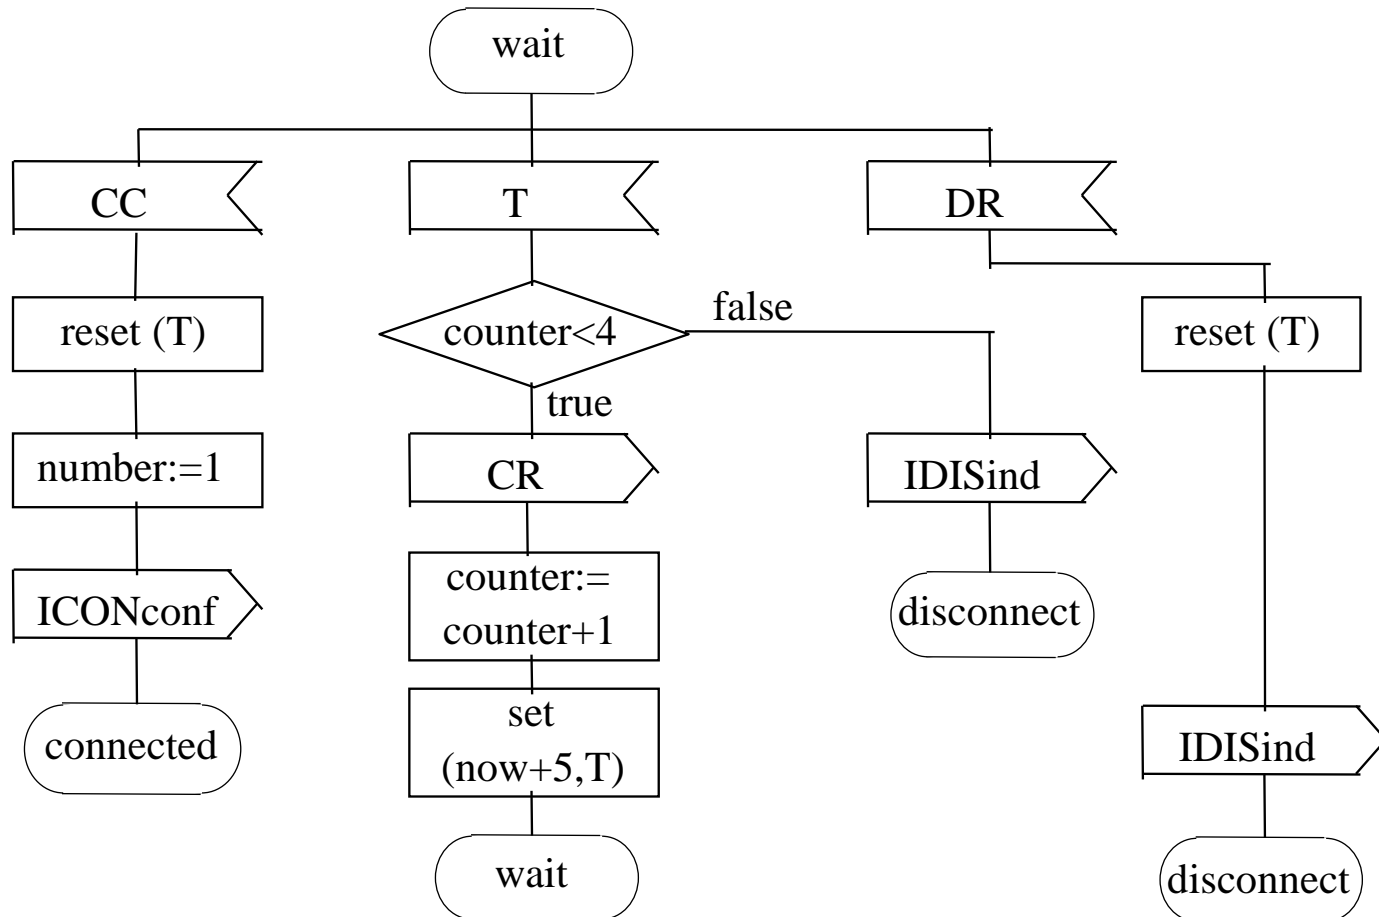 wait
CC
T
DR
reset (T)
counter<4
false
reset (T)
true
number:=1
CR
IDISind
ICONconf
counter:=
counter+1
disconnect
connected
set
(now+5,T)
IDISind
wait
disconnect